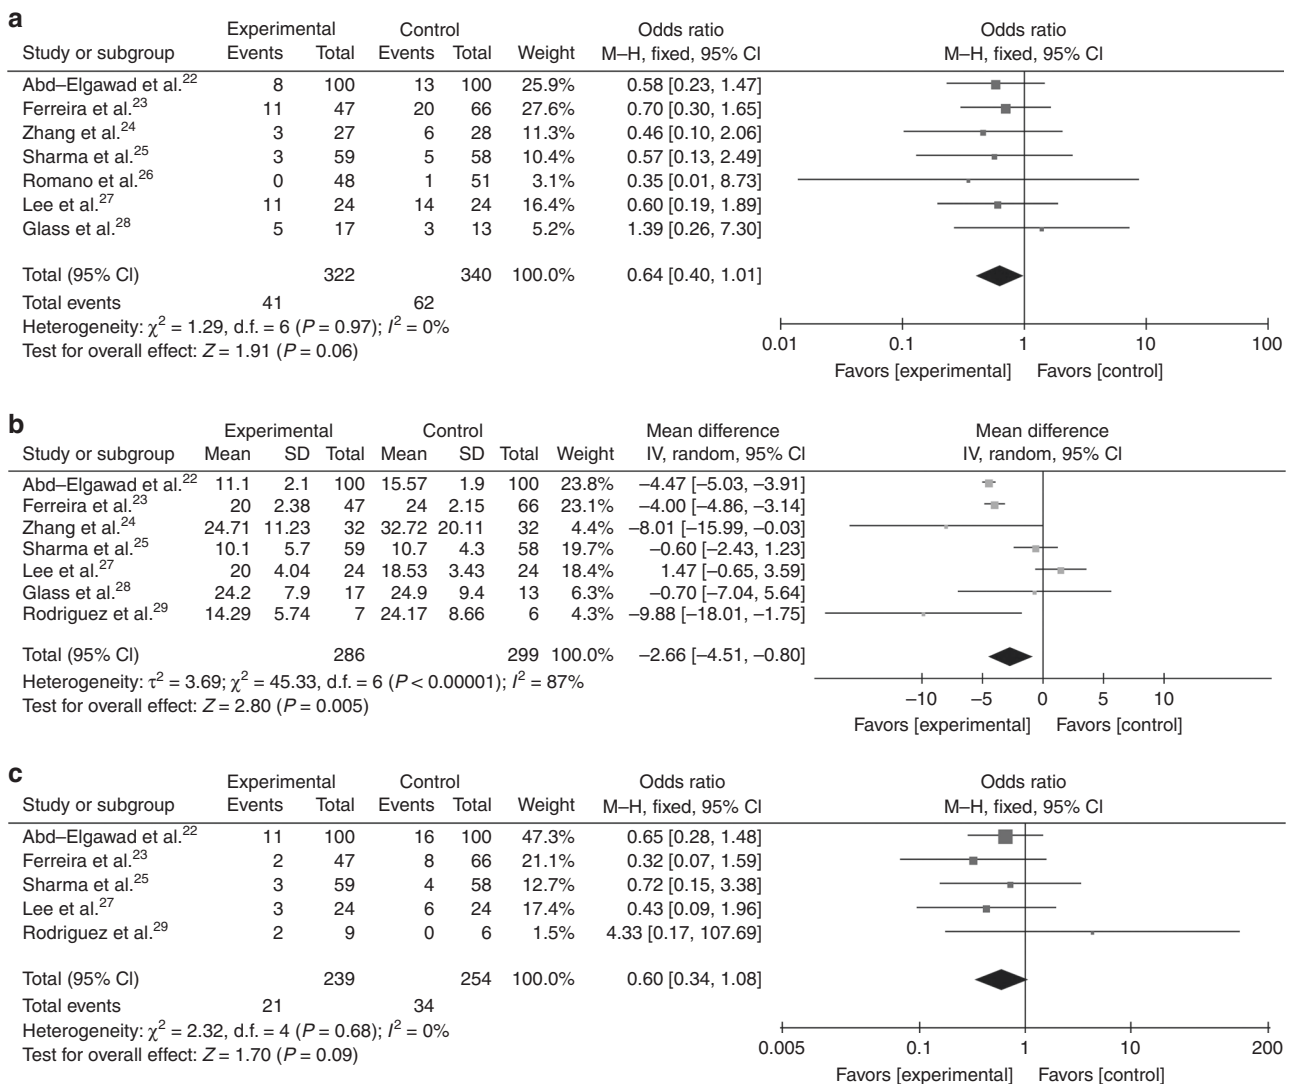 a
Experimental Control Odds ratio Odds ratio
Study or subgroup Events Total Events Total Weight M–H, fixed, 95% CI M–H, fixed, 95% CI
Abd–Elgawad et al.22 8 100 13 100 25.9% 0.58 [0.23, 1.47]
Ferreira et al.23 11 47 20 66 27.6% 0.70 [0.30, 1.65]
Zhang et al.24 3 27 6 28 11.3% 0.46 [0.10, 2.06]
Sharma et al.25 3 59 5 58 10.4% 0.57 [0.13, 2.49]
Romano et al.26 0 48 1 51 3.1% 0.35 [0.01, 8.73]
Lee et al.27 11 24 14 24 16.4% 0.60 [0.19, 1.89]
Glass et al.28 5 17 3 13 5.2% 1.39 [0.26, 7.30]
Total (95% CI) 322 340 100.0% 0.64 [0.40, 1.01]
Total events 41 62
Heterogeneity: χ2 = 1.29, d.f. = 6 (P = 0.97); I2 = 0%
Test for overall effect: Z = 1.91 (P = 0.06)
0.01 0.1 1 10 100
Favors [experimental] Favors [control]
b
Experimental Control Mean difference Mean difference
Study or subgroup Mean SD Total Mean SD Total Weight IV, random, 95% CI IV, random, 95% CI
Abd–Elgawad et al.22 11.1 2.1 100 15.57 1.9 100 23.8% –4.47 [–5.03, –3.91]
Ferreira et al.23 20 2.38 47 24 2.15 66 23.1% –4.00 [–4.86, –3.14]
Zhang et al.24 24.71 11.23 32 32.72 20.11 32 4.4% –8.01 [–15.99, –0.03]
Sharma et al.25 10.1 5.7 59 10.7 4.3 58 19.7% –0.60 [–2.43, 1.23]
Lee et al.27 20 4.04 24 18.53 3.43 24 18.4% 1.47 [–0.65, 3.59]
Glass et al.28 24.2 7.9 17 24.9 9.4 13 6.3% –0.70 [–7.04, 5.64]
Rodriguez et al.29 14.29 5.74 7 24.17 8.66 6 4.3% –9.88 [–18.01, –1.75]
Total (95% CI) 286 299 100.0% –2.66 [–4.51, –0.80]
Heterogeneity: τ2 = 3.69; χ2 = 45.33, d.f. = 6 (P < 0.00001); I2 = 87%
Test for overall effect: Z = 2.80 (P = 0.005)
–10 –5 0 5 10
Favors [experimental] Favors [control]
c
Experimental Control Odds ratio Odds ratio
Study or subgroup Events Total Events Total Weight M–H, fixed, 95% CI M–H, fixed, 95% CI
Abd–Elgawad et al.22 11 100 16 100 47.3% 0.65 [0.28, 1.48]
Ferreira et al.23 2 47 8 66 21.1% 0.32 [0.07, 1.59]
Sharma et al.25 3 59 4 58 12.7% 0.72 [0.15, 3.38]
Lee et al.27 3 24 6 24 17.4% 0.43 [0.09, 1.96]
Rodriguez et al.29 2 9 0 6 1.5% 4.33 [0.17, 107.69]
Total (95% CI) 239 254 100.0% 0.60 [0.34, 1.08]
Total events 21 34
Heterogeneity: χ2 = 2.32, d.f. = 4 (P = 0.68); I2 = 0%
Test for overall effect: Z = 1.70 (P = 0.09)
0.005 0.1 1 10 200
Favors [experimental] Favors [control]